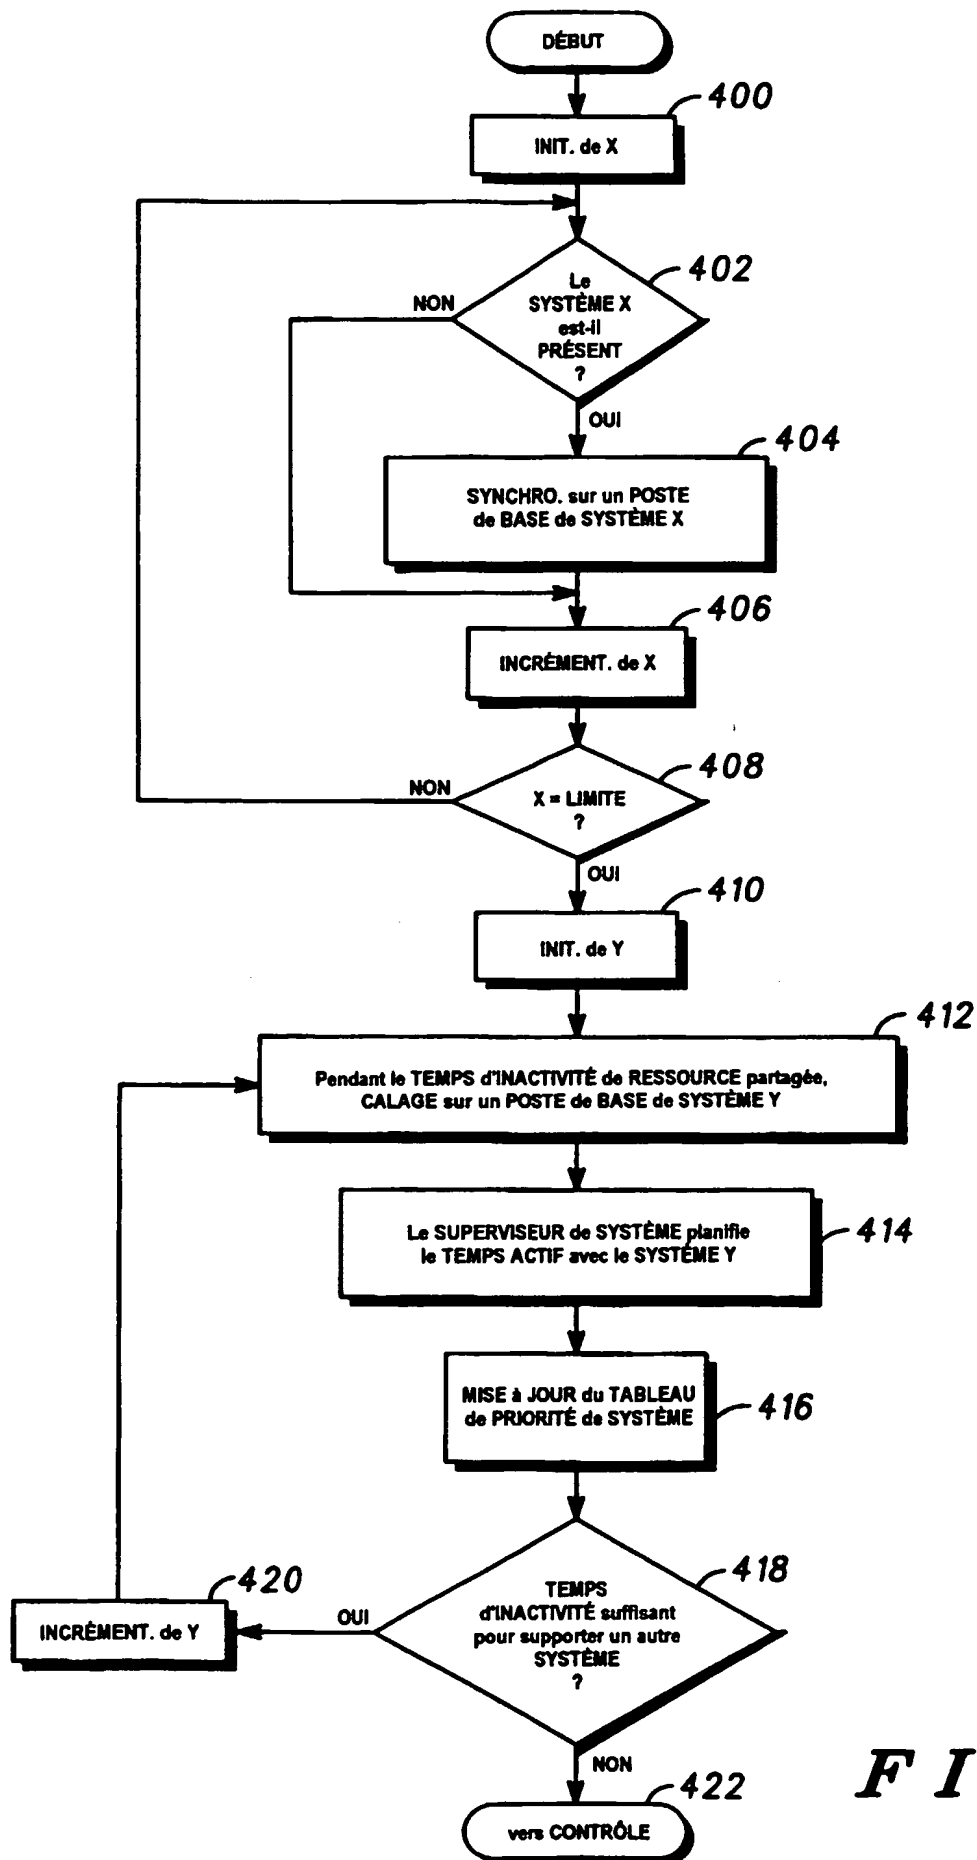 DÉBUT
400
INIT. de X
402
Le
SYSTÈME X
est-il
PRÉSENT
?
NON
OUI
404
SYNCHRO. sur un POSTE
de BASE de SYSTÈME X
406
INCRÉMENT. de X
408
NON
X = LIMITE
?
OUI
410
INIT. de Y
412
Pendant le TEMPS d'INACTIVITÉ de RESSOURCE partagée,
CALAGE sur un POSTE de BASE de SYSTÈME Y
Le SUPERVISEUR de SYSTÈME planifie
le TEMPS ACTIF avec le SYSTÈME Y
414
MISE à JOUR du TABLEAU
de PRIORITÉ de SYSTÈME
416
418
420
TEMPS
d'INACTIVITÉ suffisant
pour supporter un autre
SYSTÈME
?
OUI
INCRÉMENT. de Y
NON
422
vers CONTRÔLE
F I